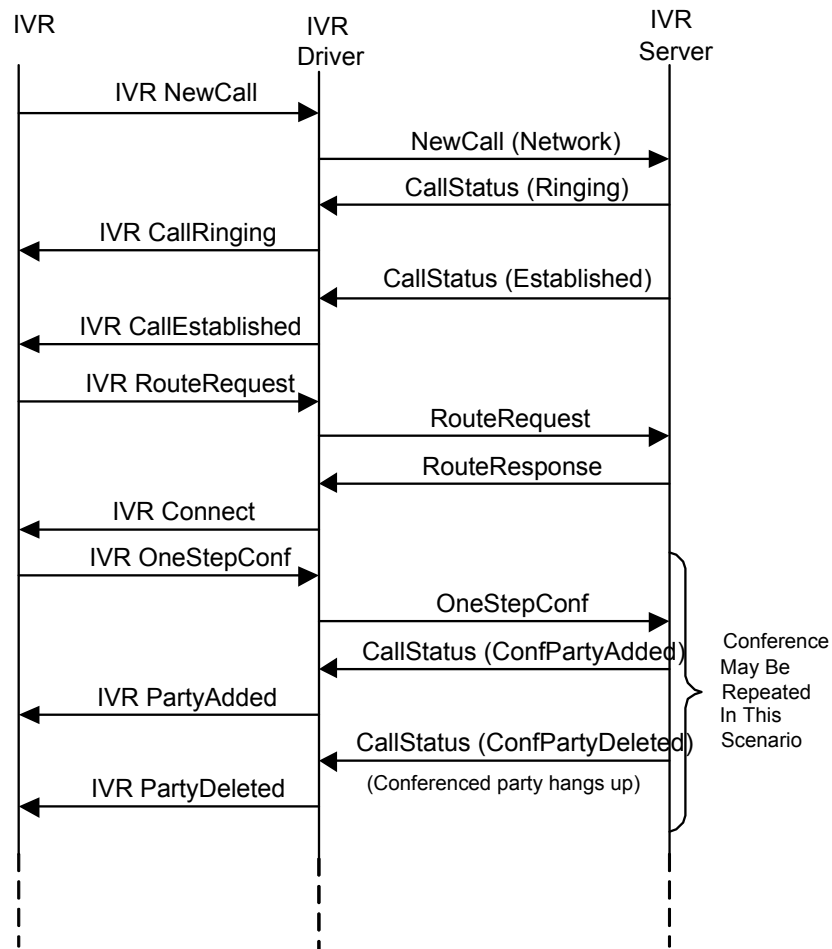 IVR
IVR
Driver
IVR
Server
IVR NewCall
NewCall (Network)
CallStatus (Ringing)
IVR CallRinging
CallStatus (Established)
IVR CallEstablished
IVR RouteRequest
RouteRequest
RouteResponse
IVR Connect
IVR OneStepConf
OneStepConf
CallStatus (ConfPartyAdded)
IVR PartyAdded
CallStatus (ConfPartyDeleted)
(Conferenced party hangs up)
IVR PartyDeleted
Conference
May Be
Repeated
In This
Scenario